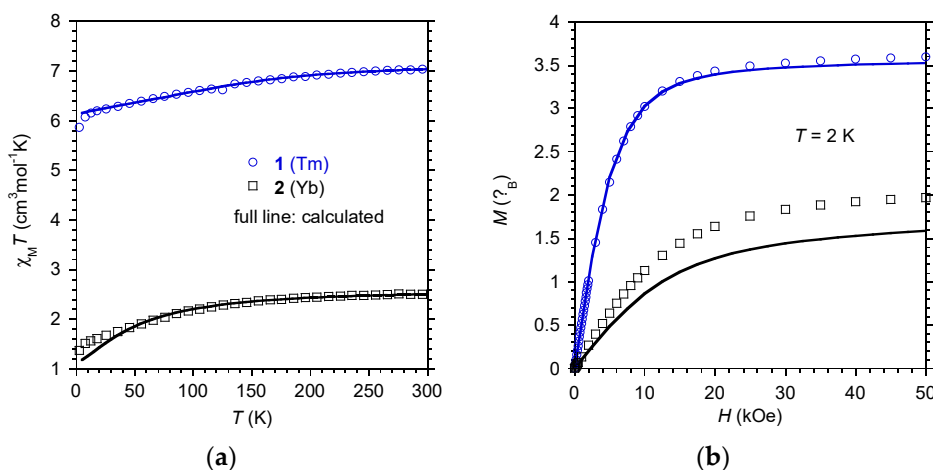 8
7
6
5
4
3
2
1
χMT (cm³mol⁻¹K)
1 (Tm)
2 (Yb)
full line: calculated
0 50 100 150 200 250 300
T (K)
(a)
4
3.5
3
2.5
2
1.5
1
0.5
0
M (?B)
T = 2 K
0 10 20 30 40 50
H (kOe)
(b)